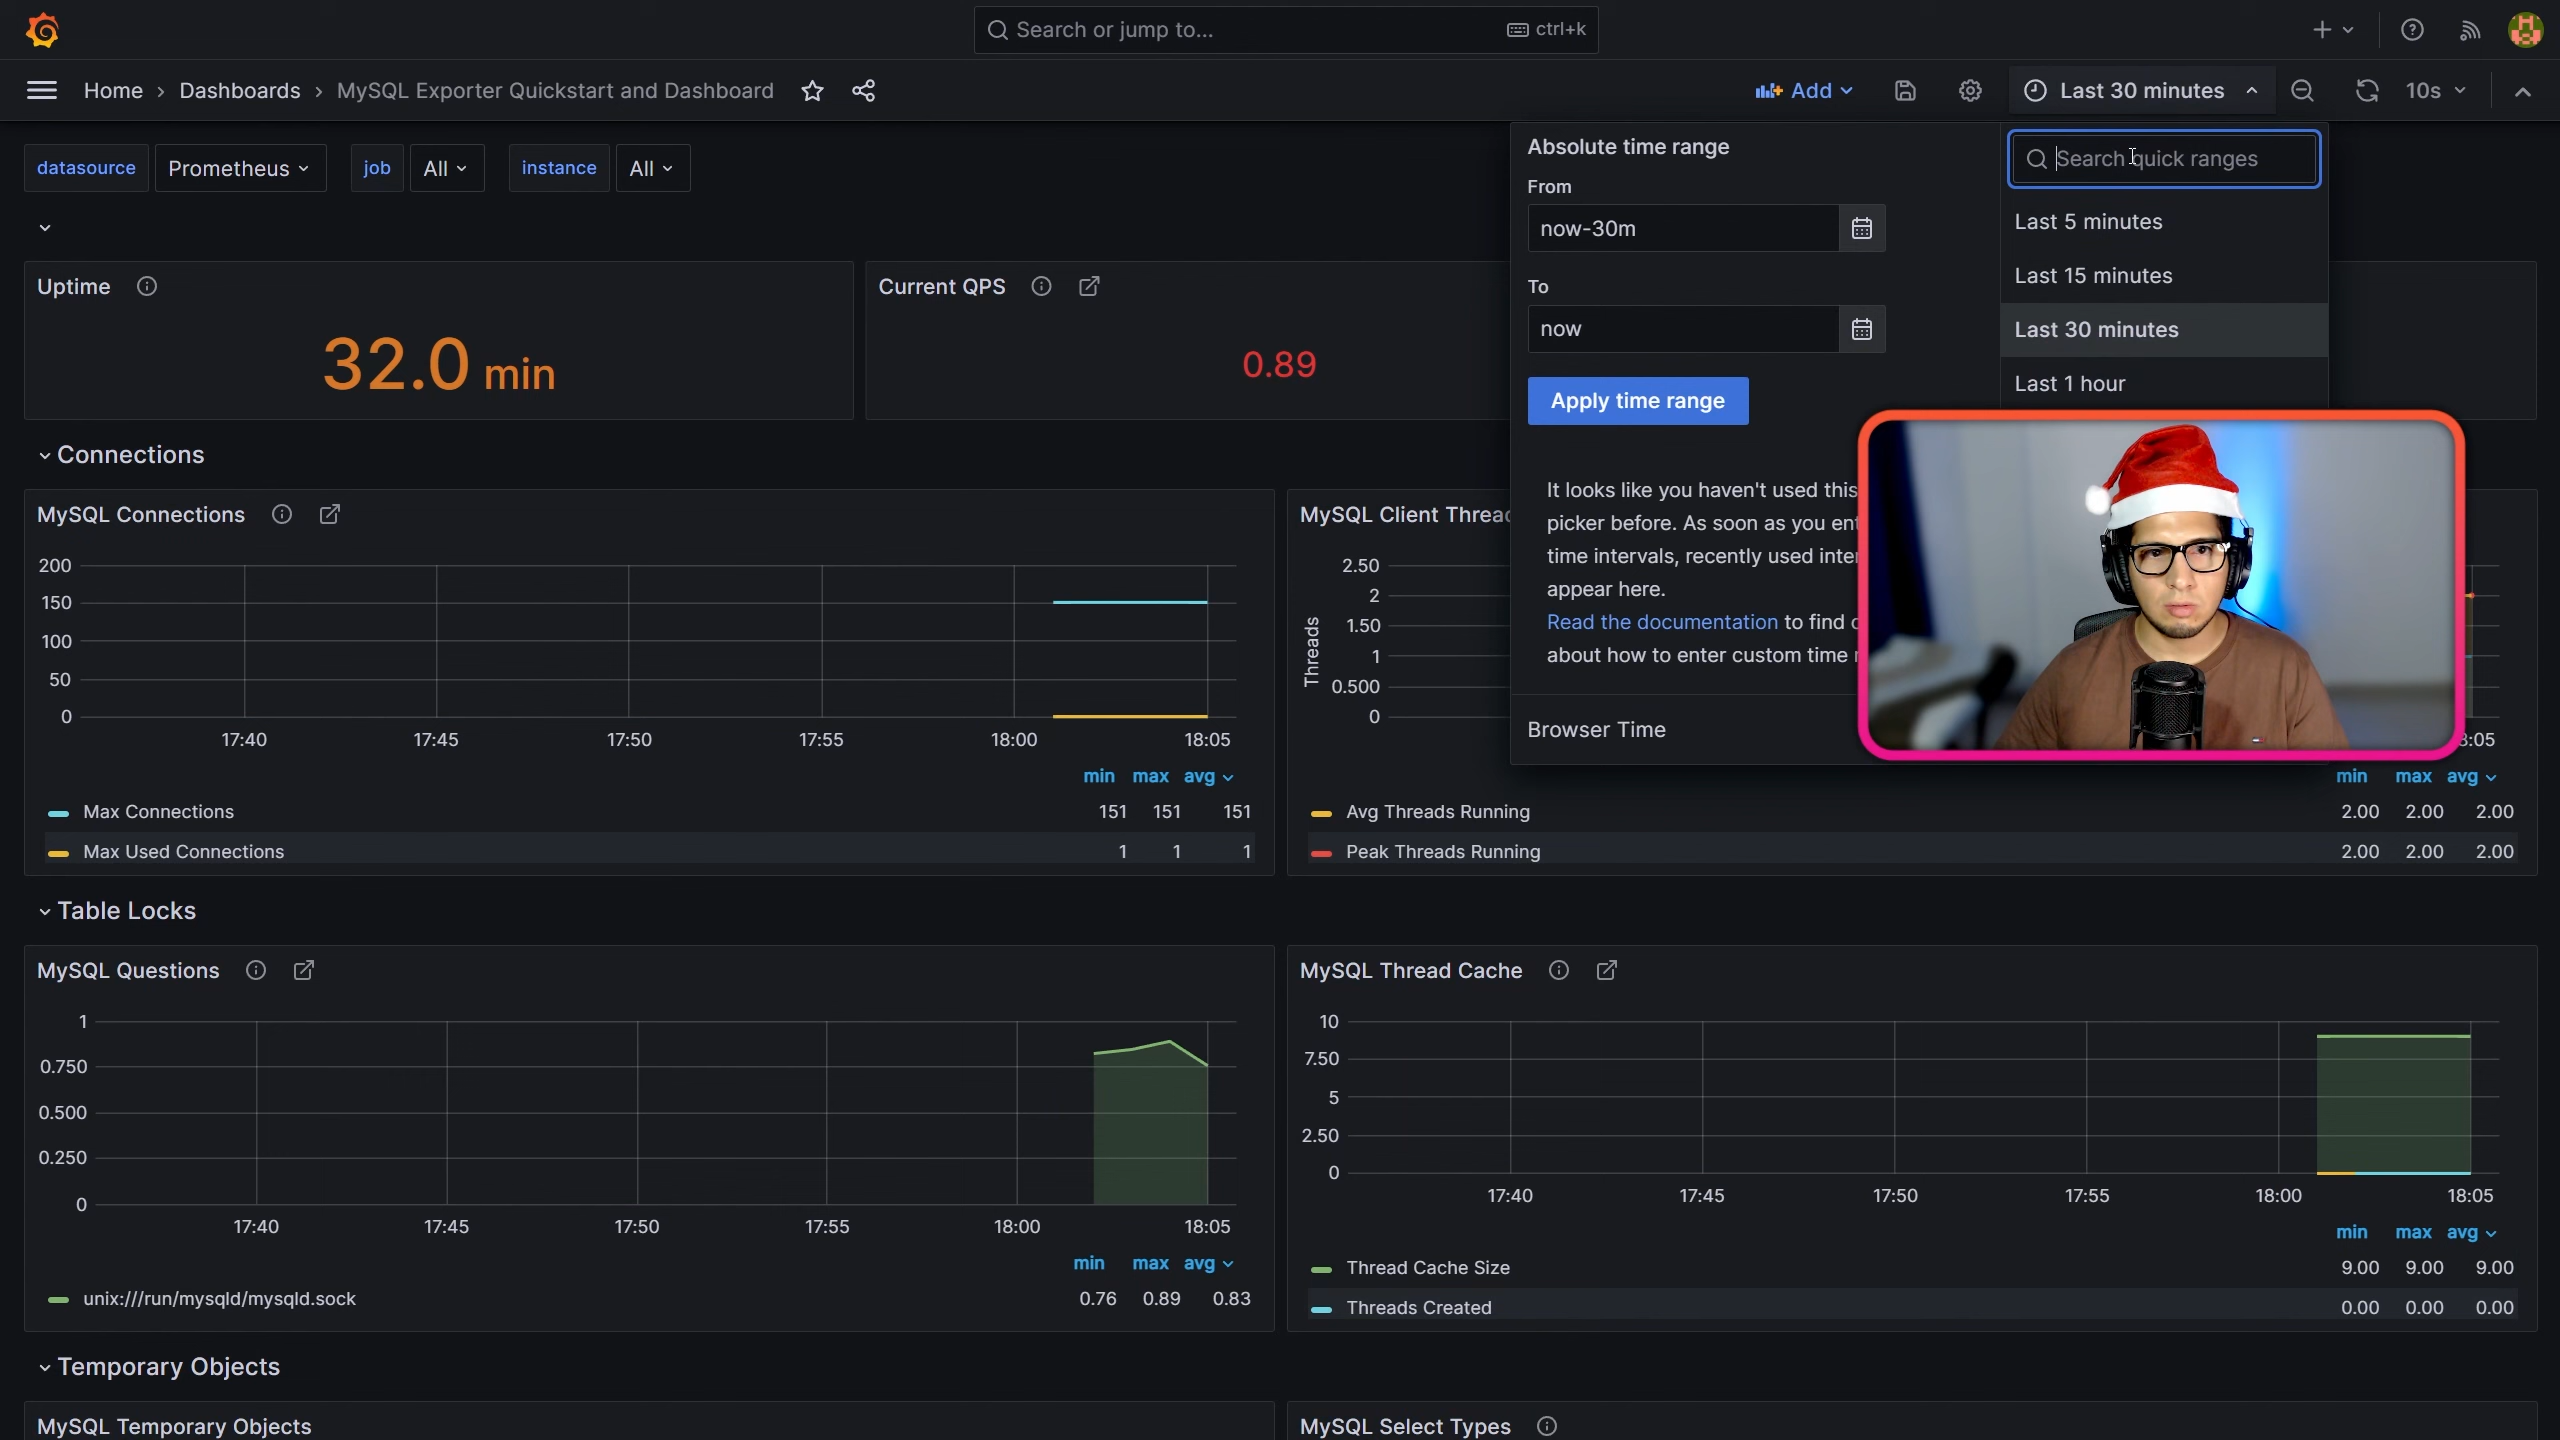 Search or jump to...
ctrl+k
Home › Dashboards › MySQL Exporter Quickstart and Dashboard
Add
Last 30 minutes
10s
datasource Prometheus
job All
instance All
Absolute time range
From
now-30m
To
now
Apply time range
It looks like you haven't used this
picker before. As soon as you
time intervals, recently used
appear here.
Read the documentation to find
about how to enter custom time
Browser Time
Search quick ranges
Last 5 minutes
Last 15 minutes
Last 30 minutes
Last 1 hour
Uptime
32.0 min
Current QPS
0.89
Connections
MySQL Connections
200
150
100
50
0
17:40 17:45 17:50 17:55 18:00 18:05
min max avg
Max Connections 151 151 151
Max Used Connections 1 1 1
MySQL Client
Threads
2.50
2
1.50
1
0.500
0
min max avg
Avg Threads Running 2.00 2.00 2.00
Peak Threads Running 2.00 2.00 2.00
Table Locks
MySQL Questions
1
0.750
0.500
0.250
0
17:40 17:45 17:50 17:55 18:00 18:05
min max avg
unix:///run/mysqld/mysqld.sock 0.76 0.89 0.83
MySQL Thread Cache
10
7.50
5
2.50
0
17:40 17:45 17:50 17:55 18:00 18:05
min max avg
Thread Cache Size 9.00 9.00 9.00
Threads Created 0.00 0.00 0.00
Temporary Objects
MySQL Temporary Objects
MySQL Select Types